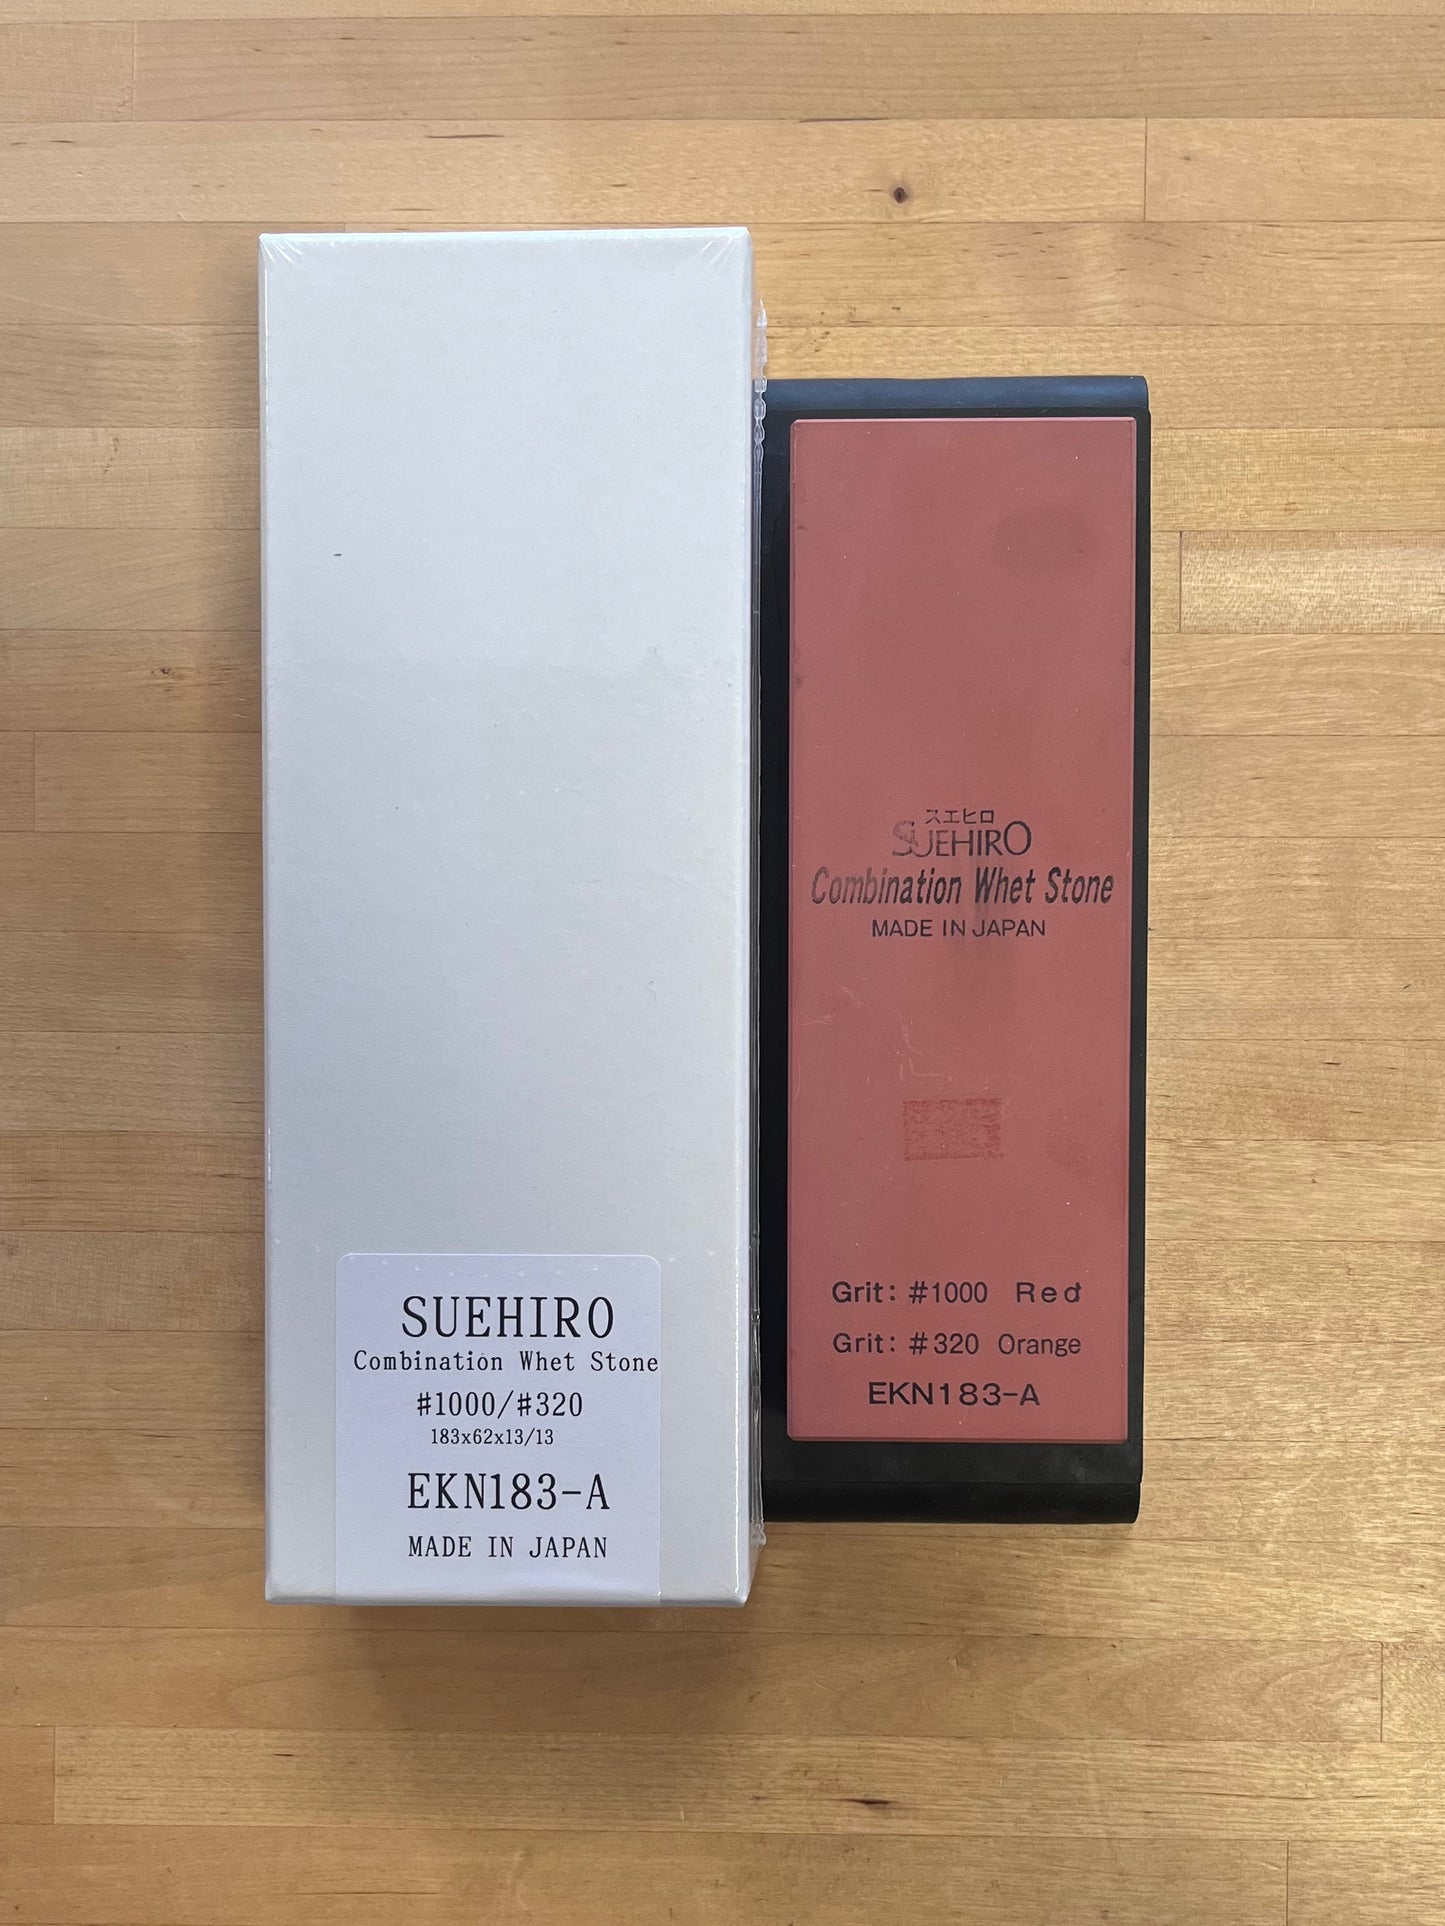 SUEHIRO
Combination Whet Stone
#1000/#320
183x62x13/13
EKN183-A
MADE IN JAPAN
スエヒロ
SUEHIRO
Combination Whet Stone
MADE IN JAPAN
Grit: #1000 Red
Grit: #320 Orange
EKN183-A